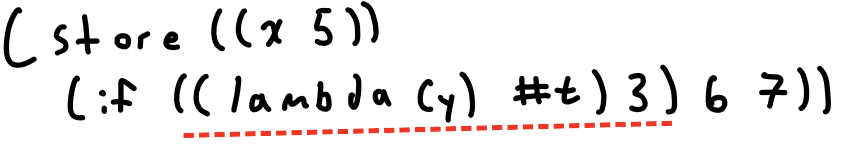 (store ((x 5))
(if ((lambda (y) #t) 3) 6 7))